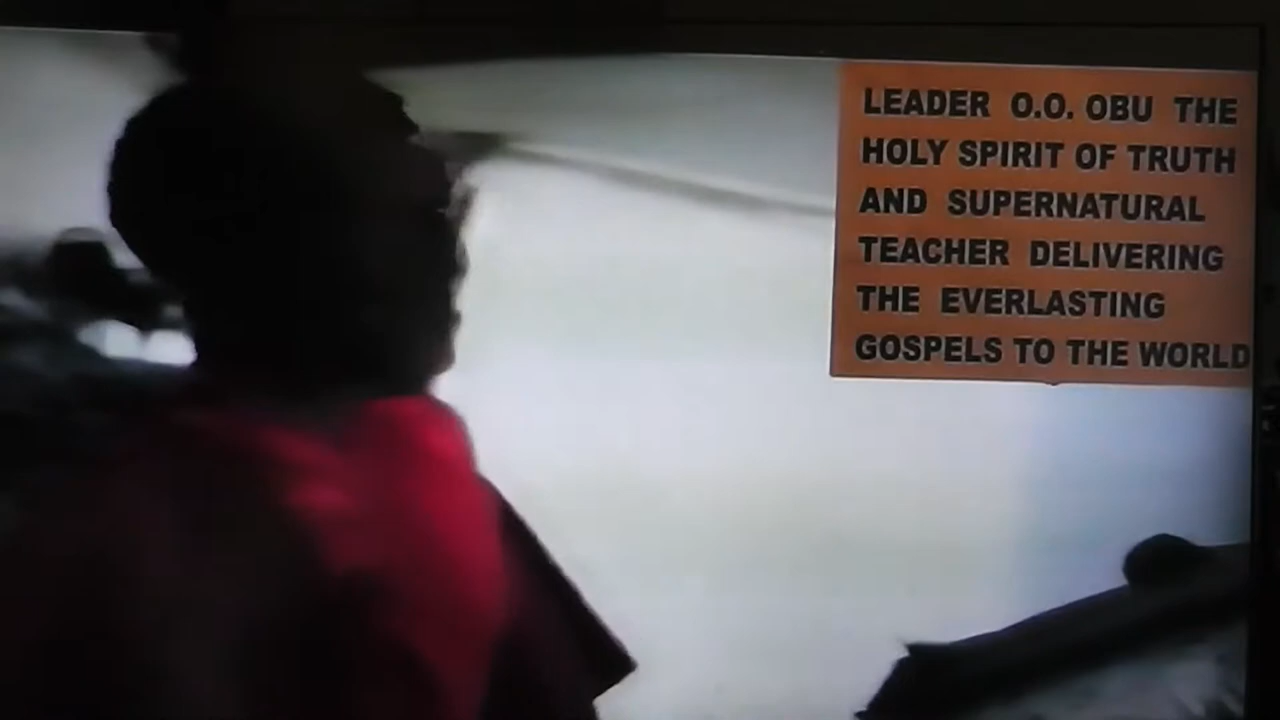 LEADER O.O. OBU THE
HOLY SPIRIT OF TRUTH
AND SUPERNATURAL
TEACHER DELIVERING
THE EVERLASTING
GOSPELS TO THE WORLD